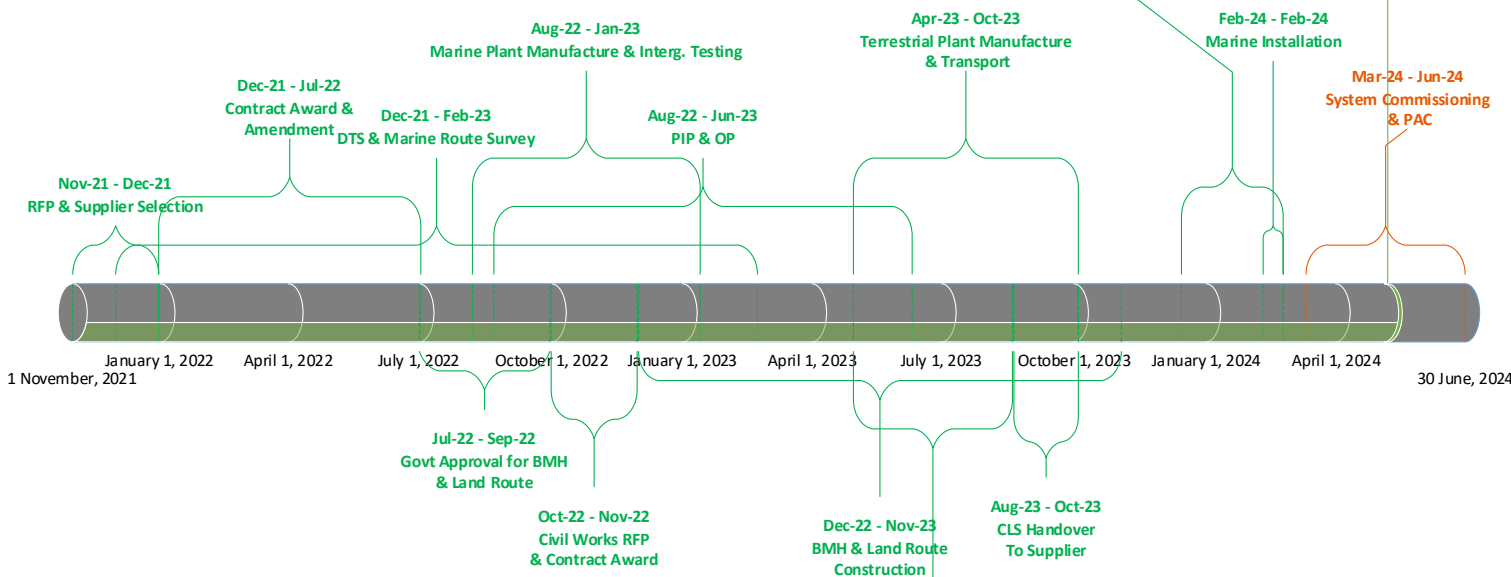 Aug-22 - Jan-23
Marine Plant Manufacture & Interg. Testing
Apr-23 - Oct-23
Terrestrial Plant Manufacture
& Transport
Feb-24 - Feb-24
Marine Installation
Mar-24 - Jun-24
System Commissioning
& PAC
Dec-21 - Jul-22
Contract Award &
Amendment
Dec-21 - Feb-23
DTS & Marine Route Survey
Aug-22 - Jun-23
PIP & OP
Nov-21 - Dec-21
RFP & Supplier Selection
January 1, 2022
April 1, 2022
July 1, 2022
October 1, 2022
January 1, 2023
April 1, 2023
July 1, 2023
October 1, 2023
January 1, 2024
April 1, 2024
1 November, 2021
30 June, 2024
Jul-22 - Sep-22
Govt Approval for BMH
& Land Route
Oct-22 - Nov-22
Civil Works RFP
& Contract Award
Dec-22 - Nov-23
BMH & Land Route
Construction
Aug-23 - Oct-23
CLS Handover
To Supplier